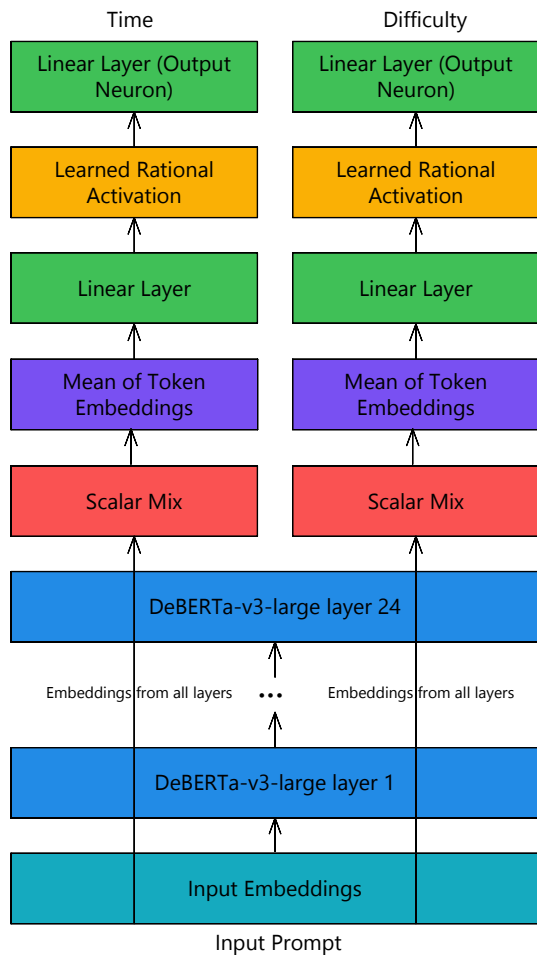 Time
Difficulty
Linear Layer (Output
Neuron)
Linear Layer (Output
Neuron)
Learned Rational
Activation
Learned Rational
Activation
Linear Layer
Linear Layer
Mean of Token
Embeddings
Mean of Token
Embeddings
Scalar Mix
Scalar Mix
DeBERTa-v3-large layer 24
Embeddings from all layers
...
Embeddings from all layers
DeBERTa-v3-large layer 1
Input Embeddings
Input Prompt